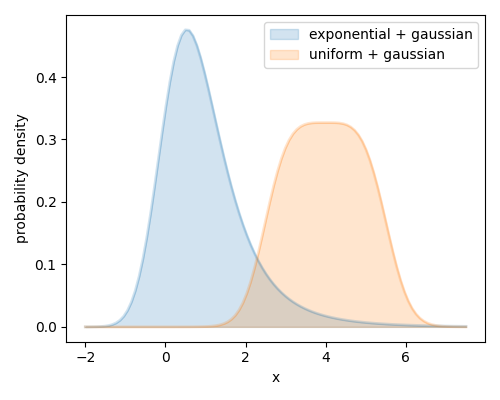 exponential + gaussian
uniform + gaussian
probability density
0.4
0.3
0.2
0.1
0.0
−2
0
2
4
6
x